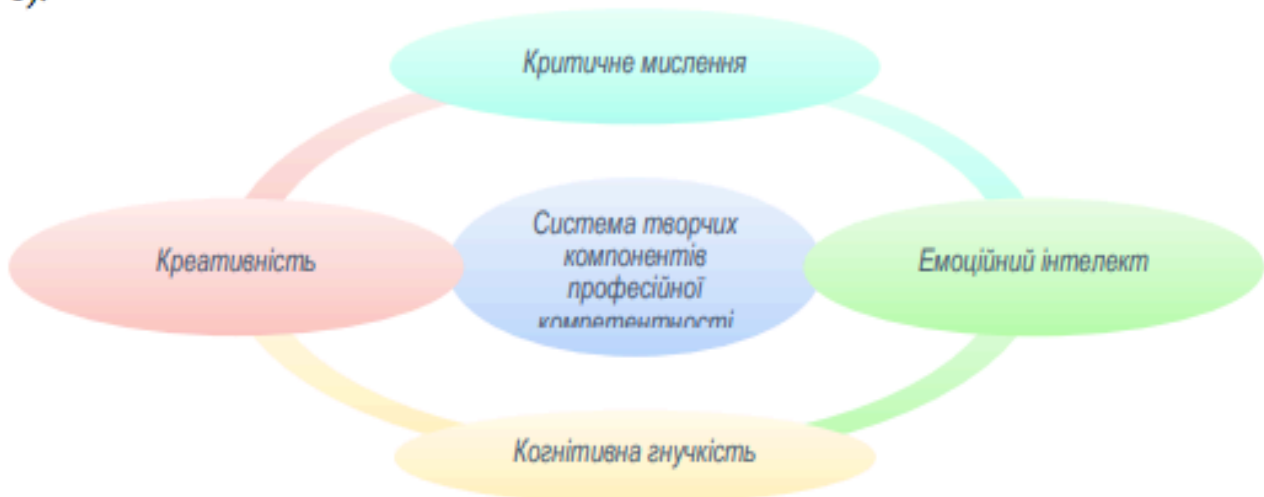 Критичне мислення
Система творчих
компонентів
професійної
компетентності
Креативність
Емоційний інтелект
Когнітивна гнучкість